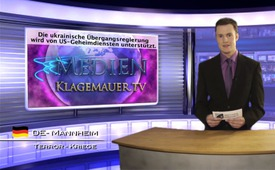 Die ukrainische Übergangsregierung
wird von US-Geheimdiensten unterstützt.
MEDIEN
KLAGEMAUER.TV
DE- MANNHEIM
TERROR - KRIEGE